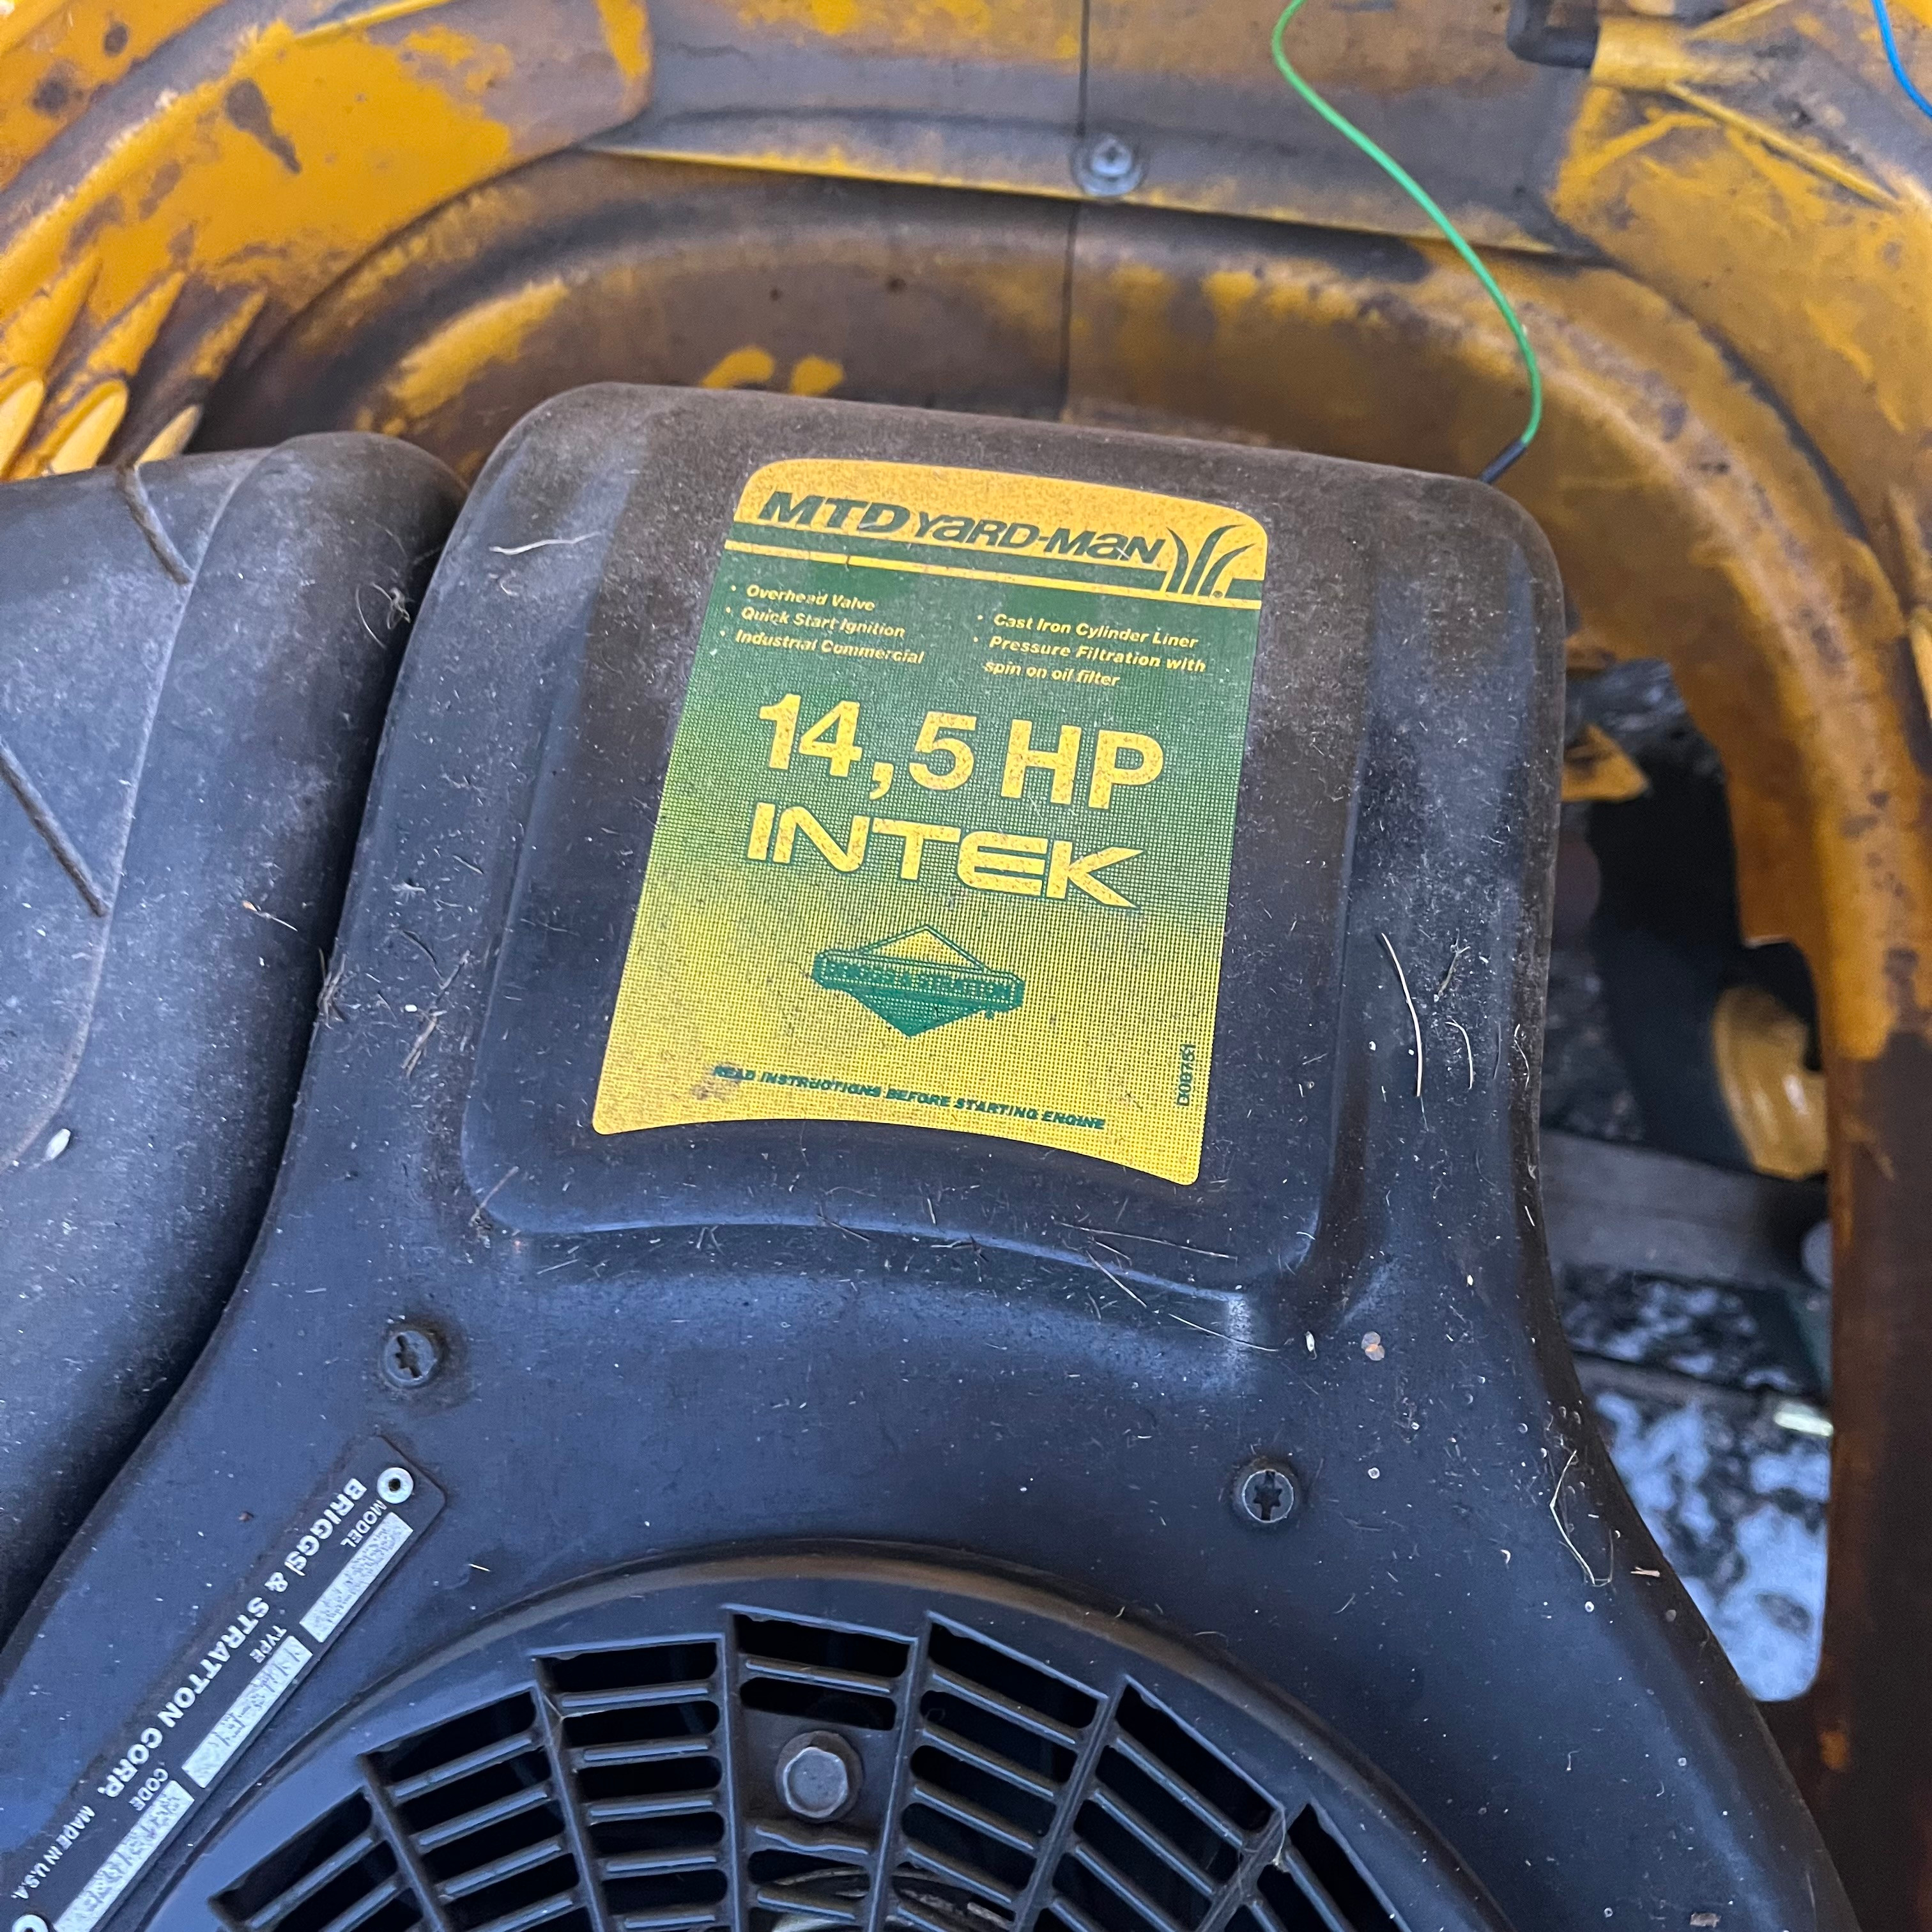 MTD YARD-MAN
• Overhead Valve
• Quick Start Ignition
• Industrial Commercial
• Cast Iron Cylinder Liner
• Pressure Filtration with
spin on oil filter
14,5 HP
INTEK
BRIGGS & STRATTON
READ INSTRUCTIONS BEFORE STARTING ENGINE
BRIGGS & STRATTON CORP. MADE IN U.S.A.
MODEL
TYPE
CODE